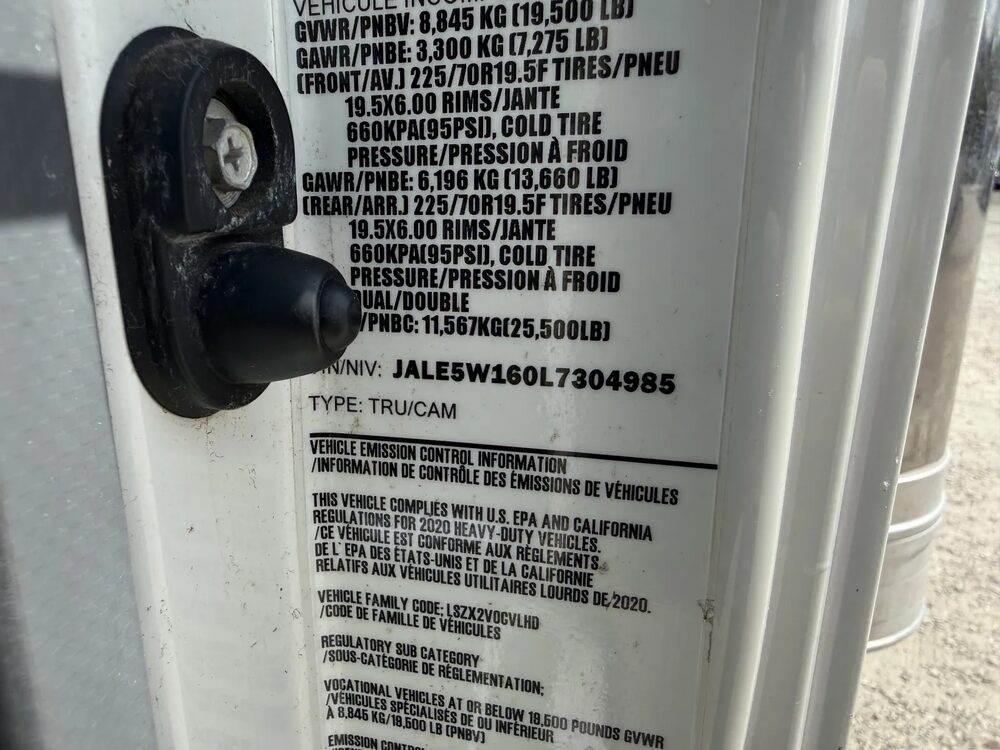 VEHICULE
GVWR/PNBV: 8,845 KG (19,500 LB)
GAWR/PNBE: 3,300 KG (7,275 LB)
(FRONT/AV.) 225/70R19.5F TIRES/PNEU
19.5X6.00 RIMS/JANTE
660KPA(95PSI), COLD TIRE
PRESSURE/PRESSION À FROID
GAWR/PNBE: 6,196 KG (13,660 LB)
(REAR/ARR.) 225/70R19.5F TIRES/PNEU
19.5X6.00 RIMS/JANTE
660KPA(95PSI), COLD TIRE
PRESSURE/PRESSION À FROID
DUAL/DOUBLE
/PNBC: 11,567KG(25,500LB)
VIN/NIV: JALE5W160L7304985
TYPE: TRU/CAM
VEHICLE EMISSION CONTROL INFORMATION
/INFORMATION DE CONTRÔLE DES ÉMISSIONS DE VÉHICULES
THIS VEHICLE COMPLIES WITH U.S. EPA AND CALIFORNIA
REGULATIONS FOR 2020 HEAVY-DUTY VEHICLES.
/CE VÉHICULE EST CONFORME AUX RÈGLEMENTS
DE L' EPA DES ÉTATS-UNIS ET DE LA CALIFORNIE
RELATIFS AUX VÉHICULES UTILITAIRES LOURDS DE 2020.
VEHICLE FAMILY CODE: LSZX2VOCVLHD
/CODE DE FAMILLE DE VÉHICULES
REGULATORY SUB CATEGORY
/SOUS-CATÉGORIE DE RÉGLEMENTATION:
VOCATIONAL VEHICLES AT OR BELOW 19,500 POUNDS GVWR
/VÉHICULES SPÉCIALISÉS DE OU INFÉRIEUR
À 8,845 KG/19,500 LB (PNBV)
EMISSION CONTROL